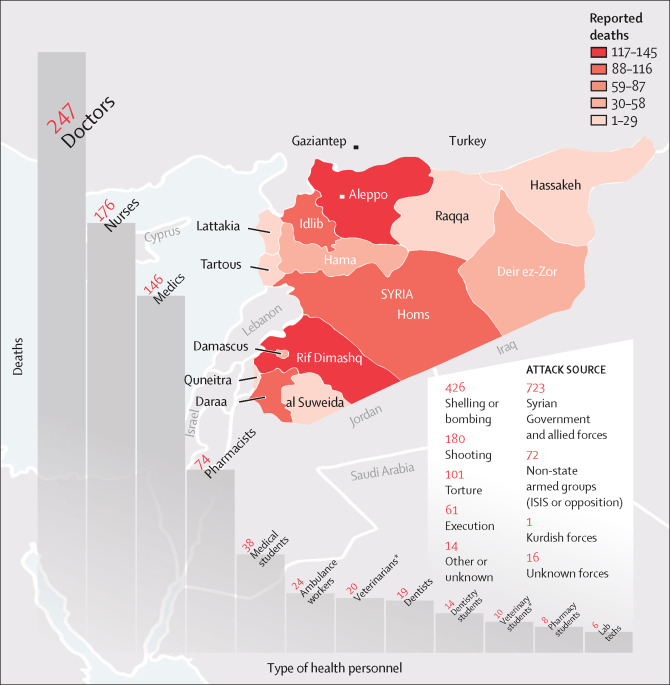 Reported
deaths
117–145
88–116
59–87
30–58
1–29
Gaziantep
Turkey
Aleppo
Hassakeh
Raqqa
Idlib
Lattakia
Cyprus
Hama
Tartous
Deir ez-Zor
SYRIA
Homs
Lebanon
Damascus
Rif Dimashq
Iraq
Quneitra
Daraa
al Suweida
Israel
Jordan
Saudi Arabia
426
Shelling or
bombing
180
Shooting
101
Torture
61
Execution
14
Other or
unknown
ATTACK SOURCE
723
Syrian
Government
and allied forces
72
Non-state
armed groups
(ISIS or opposition)
1
Kurdish forces
16
Unknown forces
Deaths
247
Doctors
176
Nurses
146
Medics
74
Pharmacists
38
Medical
students
24
Ambulance
workers
20
Veterinarians*
19
Dentists
14
Dentistry
students
10
Veterinary
students*
8
Pharmacy
students
6
Lab
techs
Type of health personnel